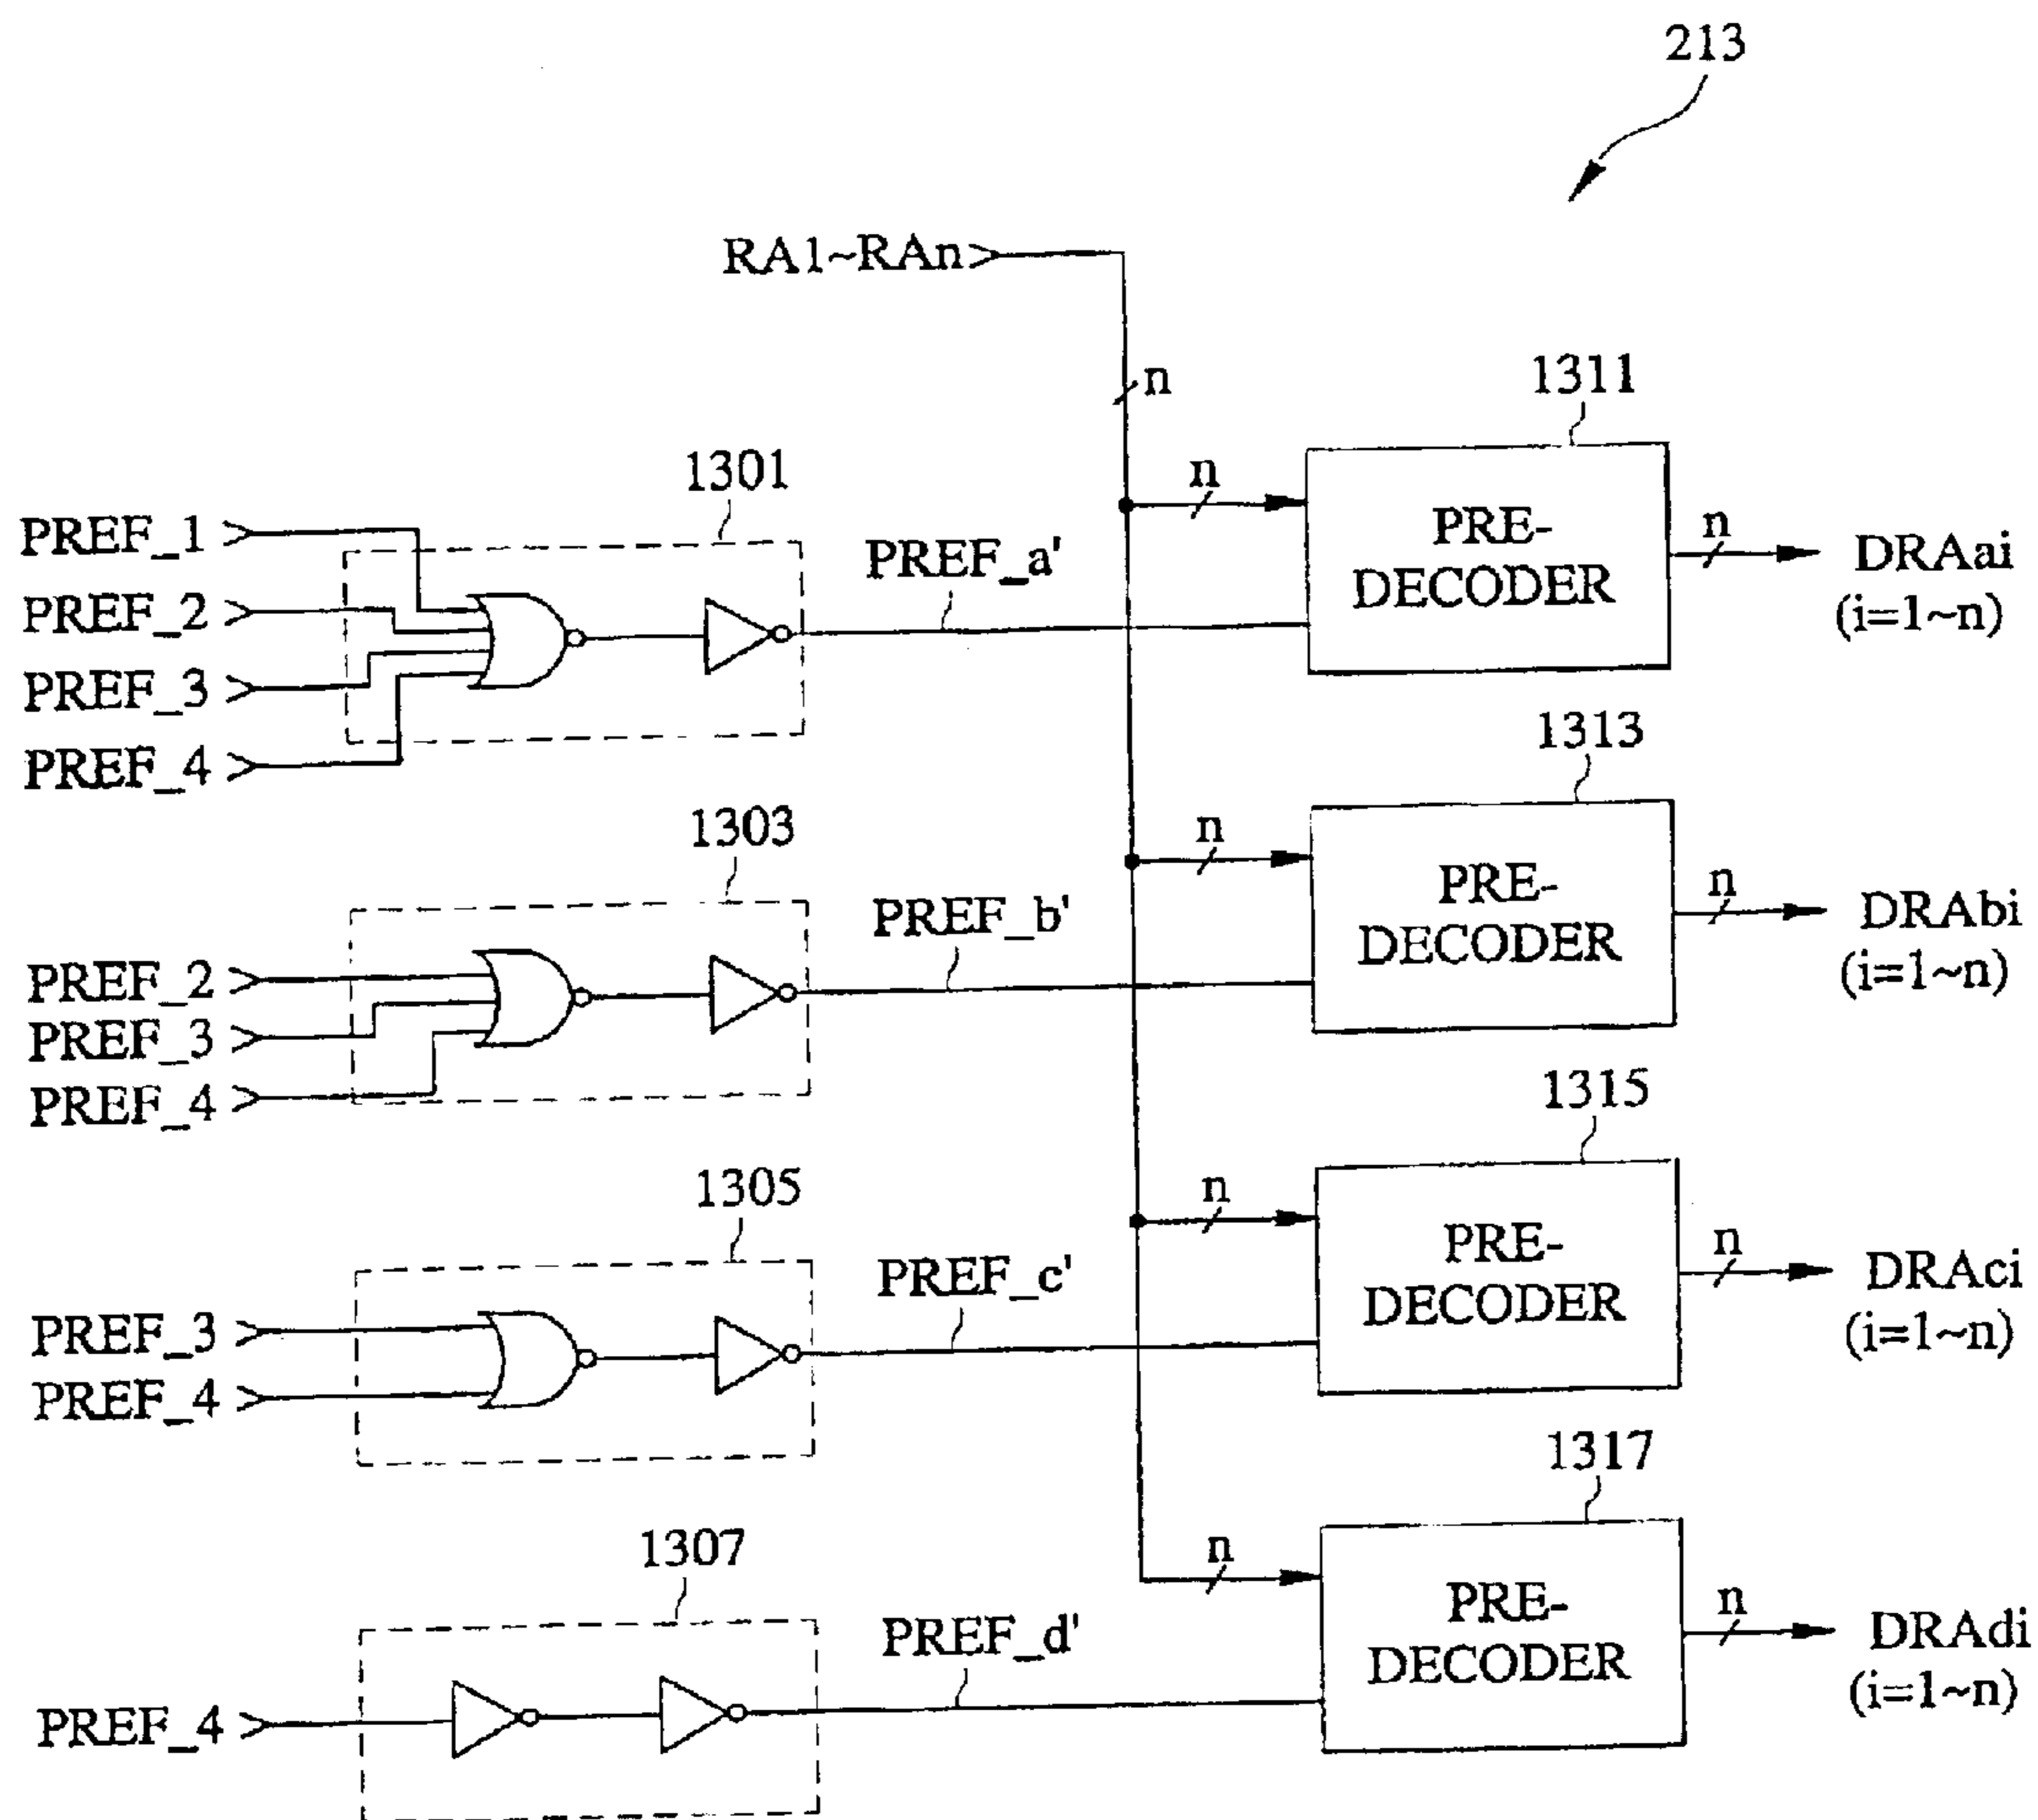 213
RA1~RAn
n
1311
1301
n
PREF_1
PREF_a'
PRE-
DECODER
n
DRAai
(i=1~n)
PREF_2
PREF_3
PREF_4
1313
1303
n
PREF_b'
PRE-
DECODER
n
DRAbi
(i=1~n)
PREF_2
PREF_3
PREF_4
1315
1305
n
PREF_c'
PRE-
DECODER
n
DRAci
(i=1~n)
PREF_3
PREF_4
1317
1307
n
PREF_d'
PRE-
DECODER
n
DRAdi
(i=1~n)
PREF_4